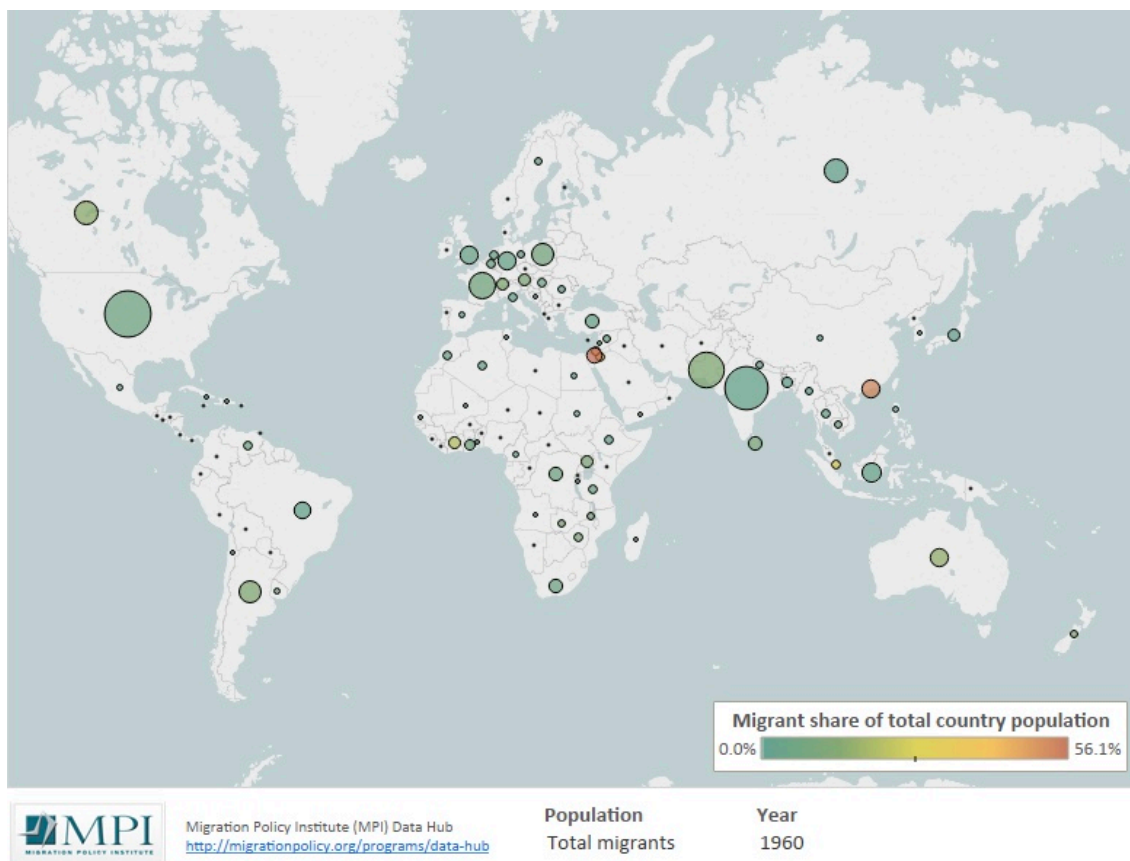 Migrant share of total country population
0.0%
56.1%
MPI
MIGRATION POLICY INSTITUTE
Migration Policy Institute (MPI) Data Hub
http://migrationpolicy.org/programs/data-hub
Population
Total migrants
Year
1960